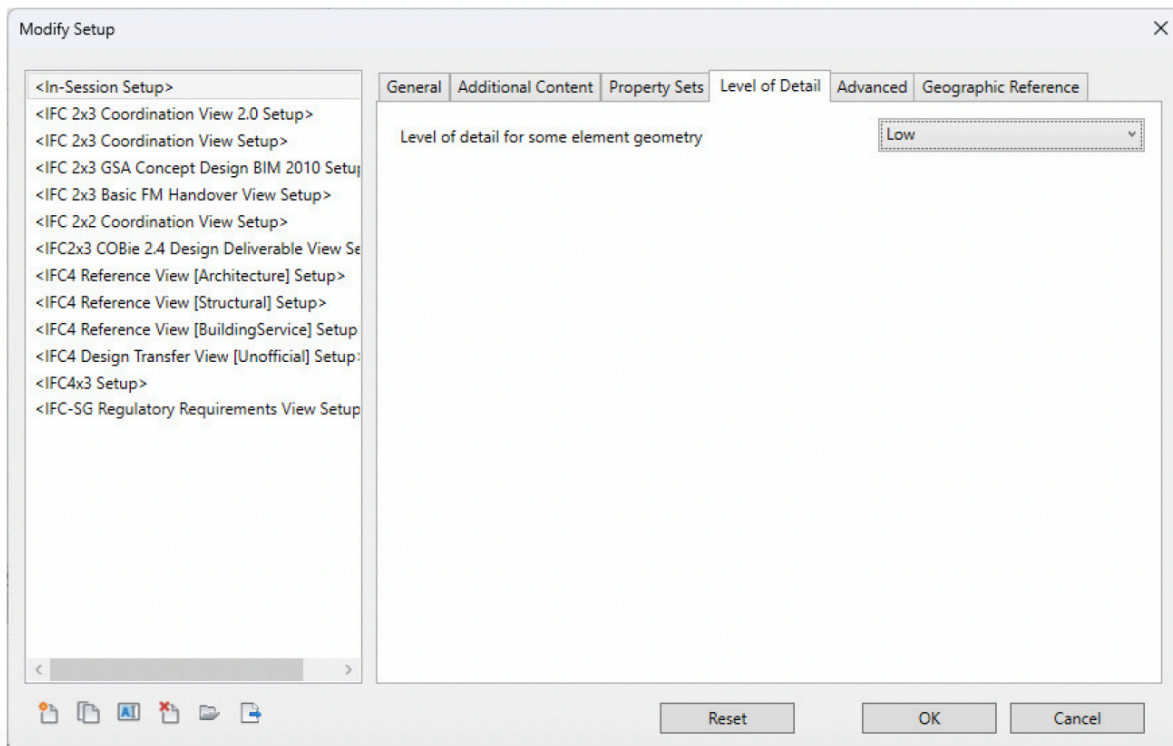 Modify Setup
<In-Session Setup>
<IFC 2x3 Coordination View 2.0 Setup>
<IFC 2x3 Coordination View Setup>
<IFC 2x3 GSA Concept Design BIM 2010 Setup
<IFC 2x3 Basic FM Handover View Setup>
<IFC 2x2 Coordination View Setup>
<IFC2x3 COBie 2.4 Design Deliverable View Se
<IFC4 Reference View [Architecture] Setup>
<IFC4 Reference View [Structural] Setup>
<IFC4 Reference View [BuildingService] Setup
<IFC4 Design Transfer View [Unofficial] Setup>
<IFC4x3 Setup>
<IFC-SG Regulatory Requirements View Setup
General Additional Content Property Sets Level of Detail Advanced Geographic Reference
Level of detail for some element geometry Low
Reset OK Cancel